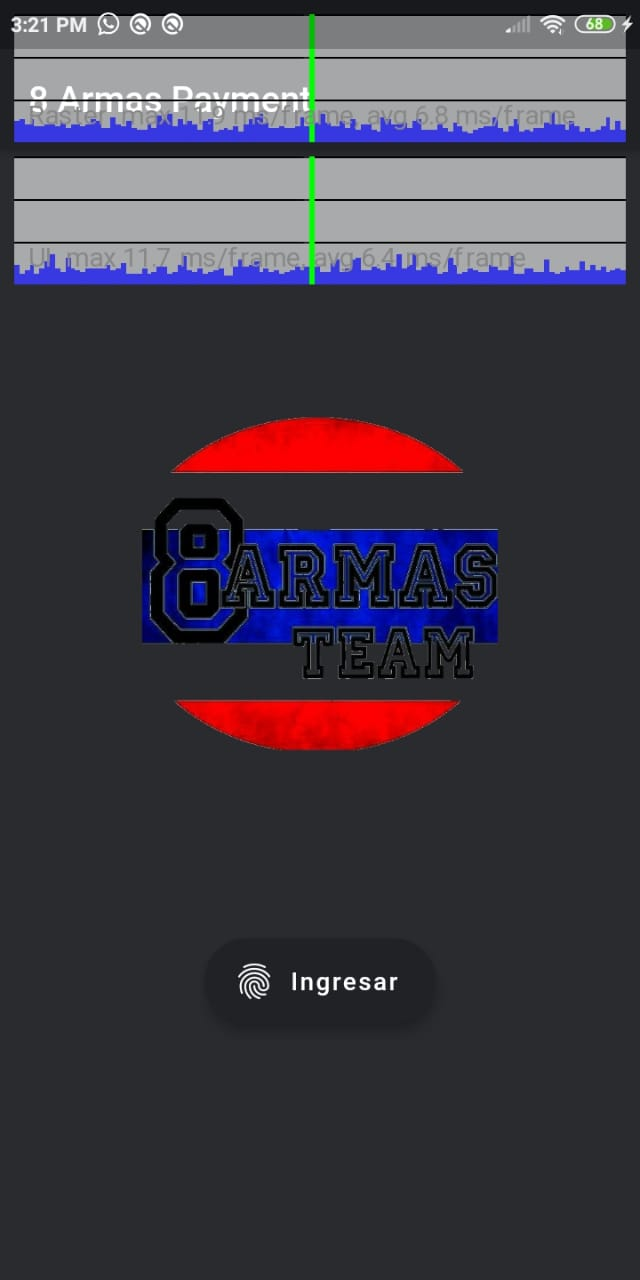 3:21 PM
68
8 Armas Payment
Raster max 11.9 ms/frame, avg 6.8 ms/frame
UI max 11.7 ms/frame, avg 6.4 ms/frame
8 ARMAS
TEAM
Ingresar